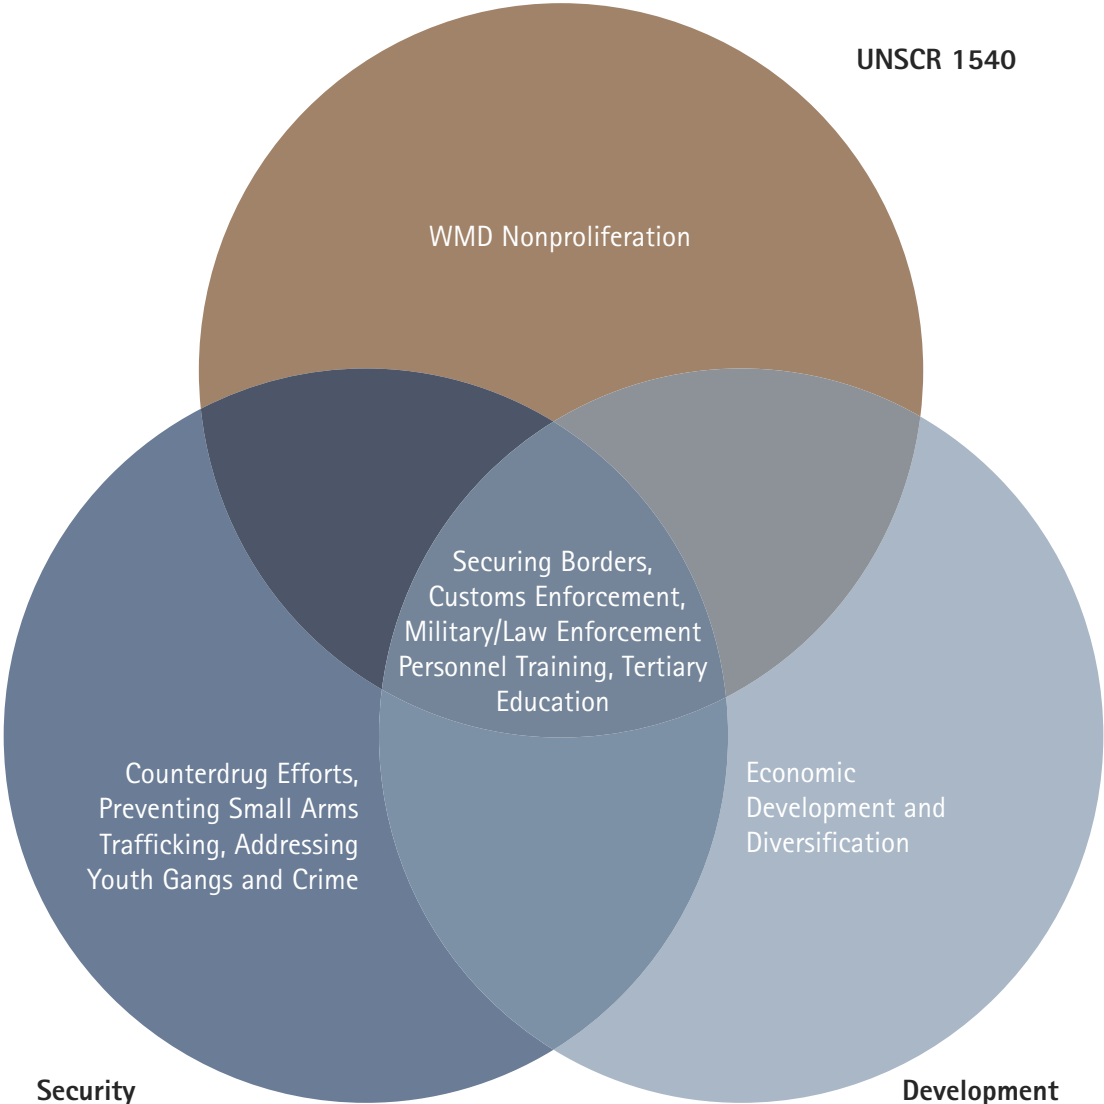 UNSCR 1540
WMD Nonproliferation
Securing Borders,
Customs Enforcement,
Military/Law Enforcement
Personnel Training, Tertiary
Education
Counterdrug Efforts,
Preventing Small Arms
Trafficking, Addressing
Youth Gangs and Crime
Economic
Development and
Diversification
Security
Development